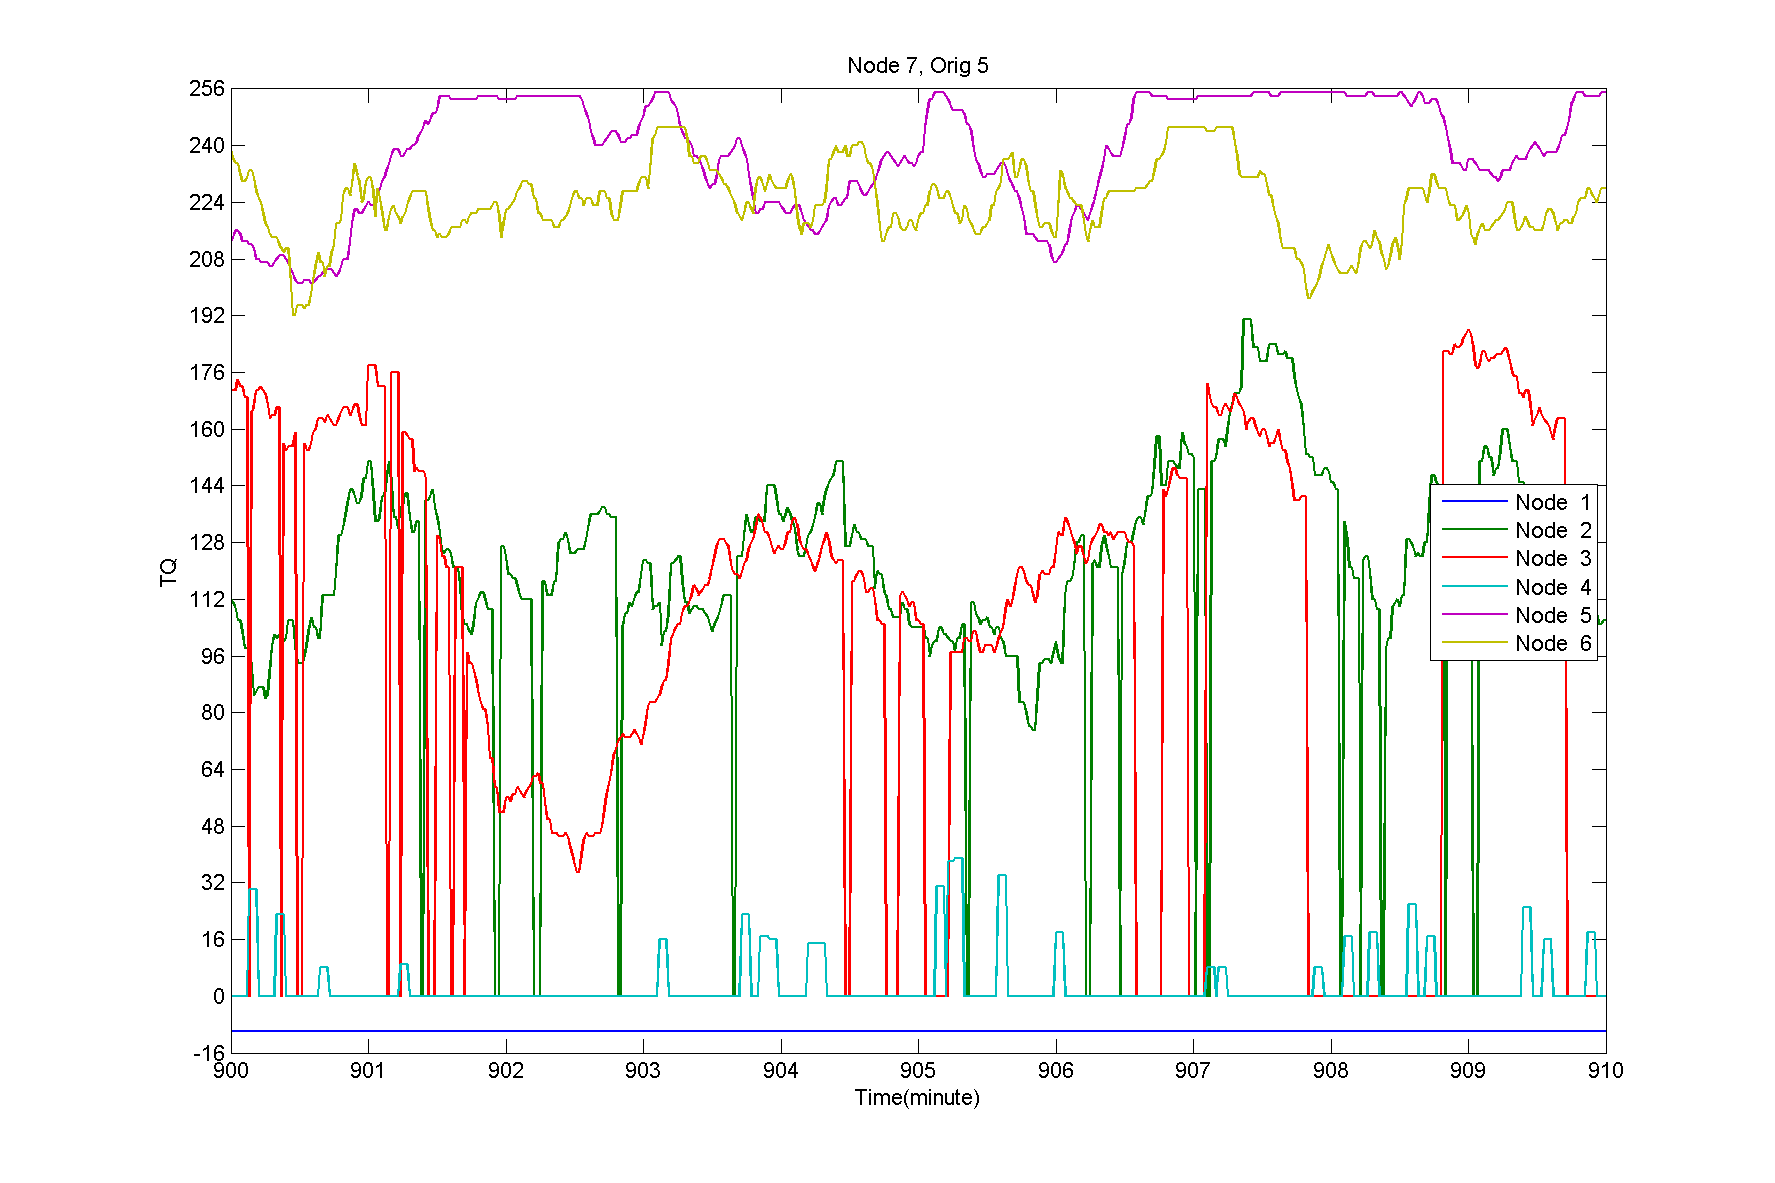 Node 7, Orig 5
256
240
224
208
192
176
160
144
128
112
96
80
64
48
32
16
0
-16
TQ
Node 1
Node 2
Node 3
Node 4
Node 5
Node 6
900 901 902 903 904 905 906 907 908 909 910
Time(minute)